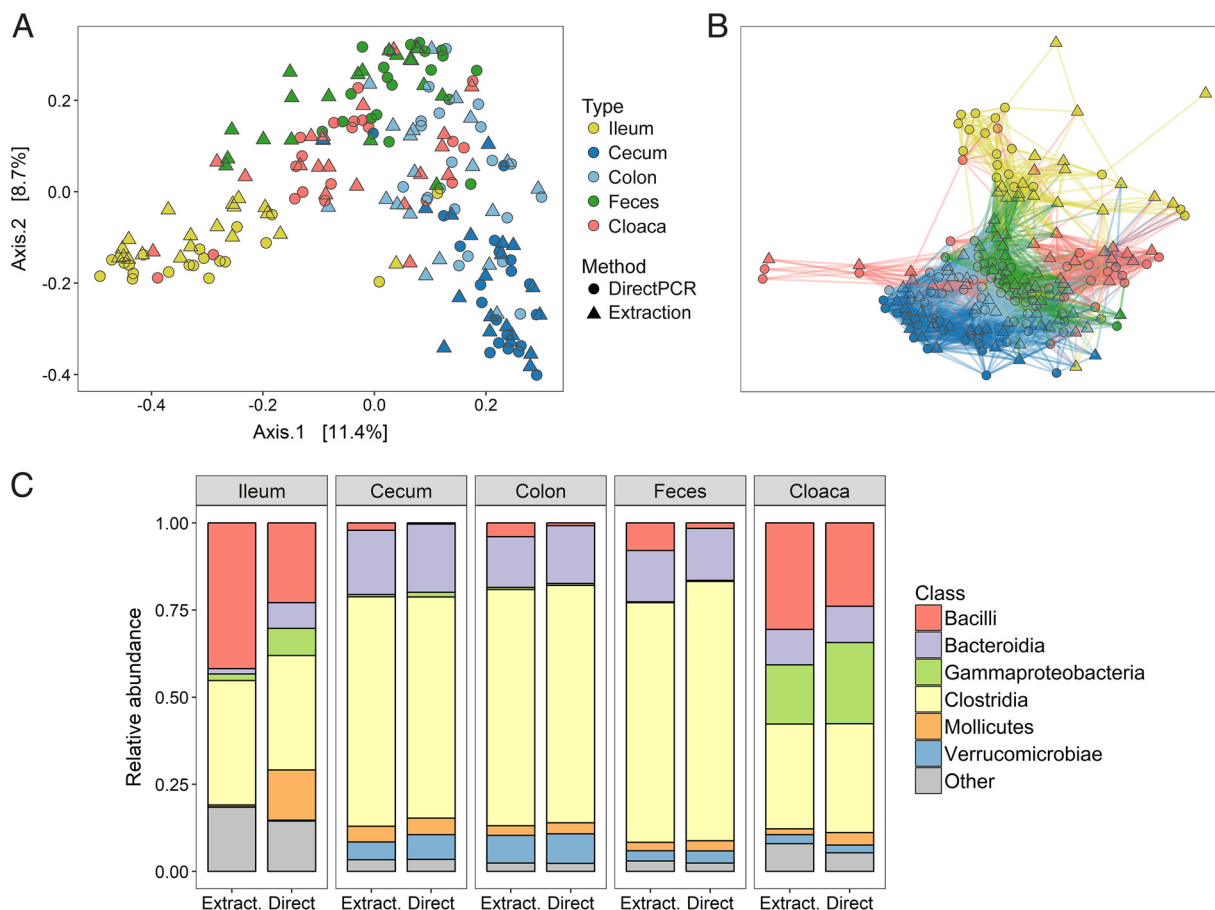 A
B
0.2
0.0
-0.2
-0.4
Axis.2 [8.7%]
-0.4
-0.2
0.0
0.2
Axis.1 [11.4%]
Type
Ileum
Cecum
Colon
Feces
Cloaca
Method
DirectPCR
Extraction
C
Ileum
Cecum
Colon
Feces
Cloaca
1.00
0.75
0.50
0.25
0.00
Relative abundance
Extract. Direct
Extract. Direct
Extract. Direct
Extract. Direct
Extract. Direct
Class
Bacilli
Bacteroidia
Gammaproteobacteria
Clostridia
Mollicutes
Verrucomicrobiae
Other